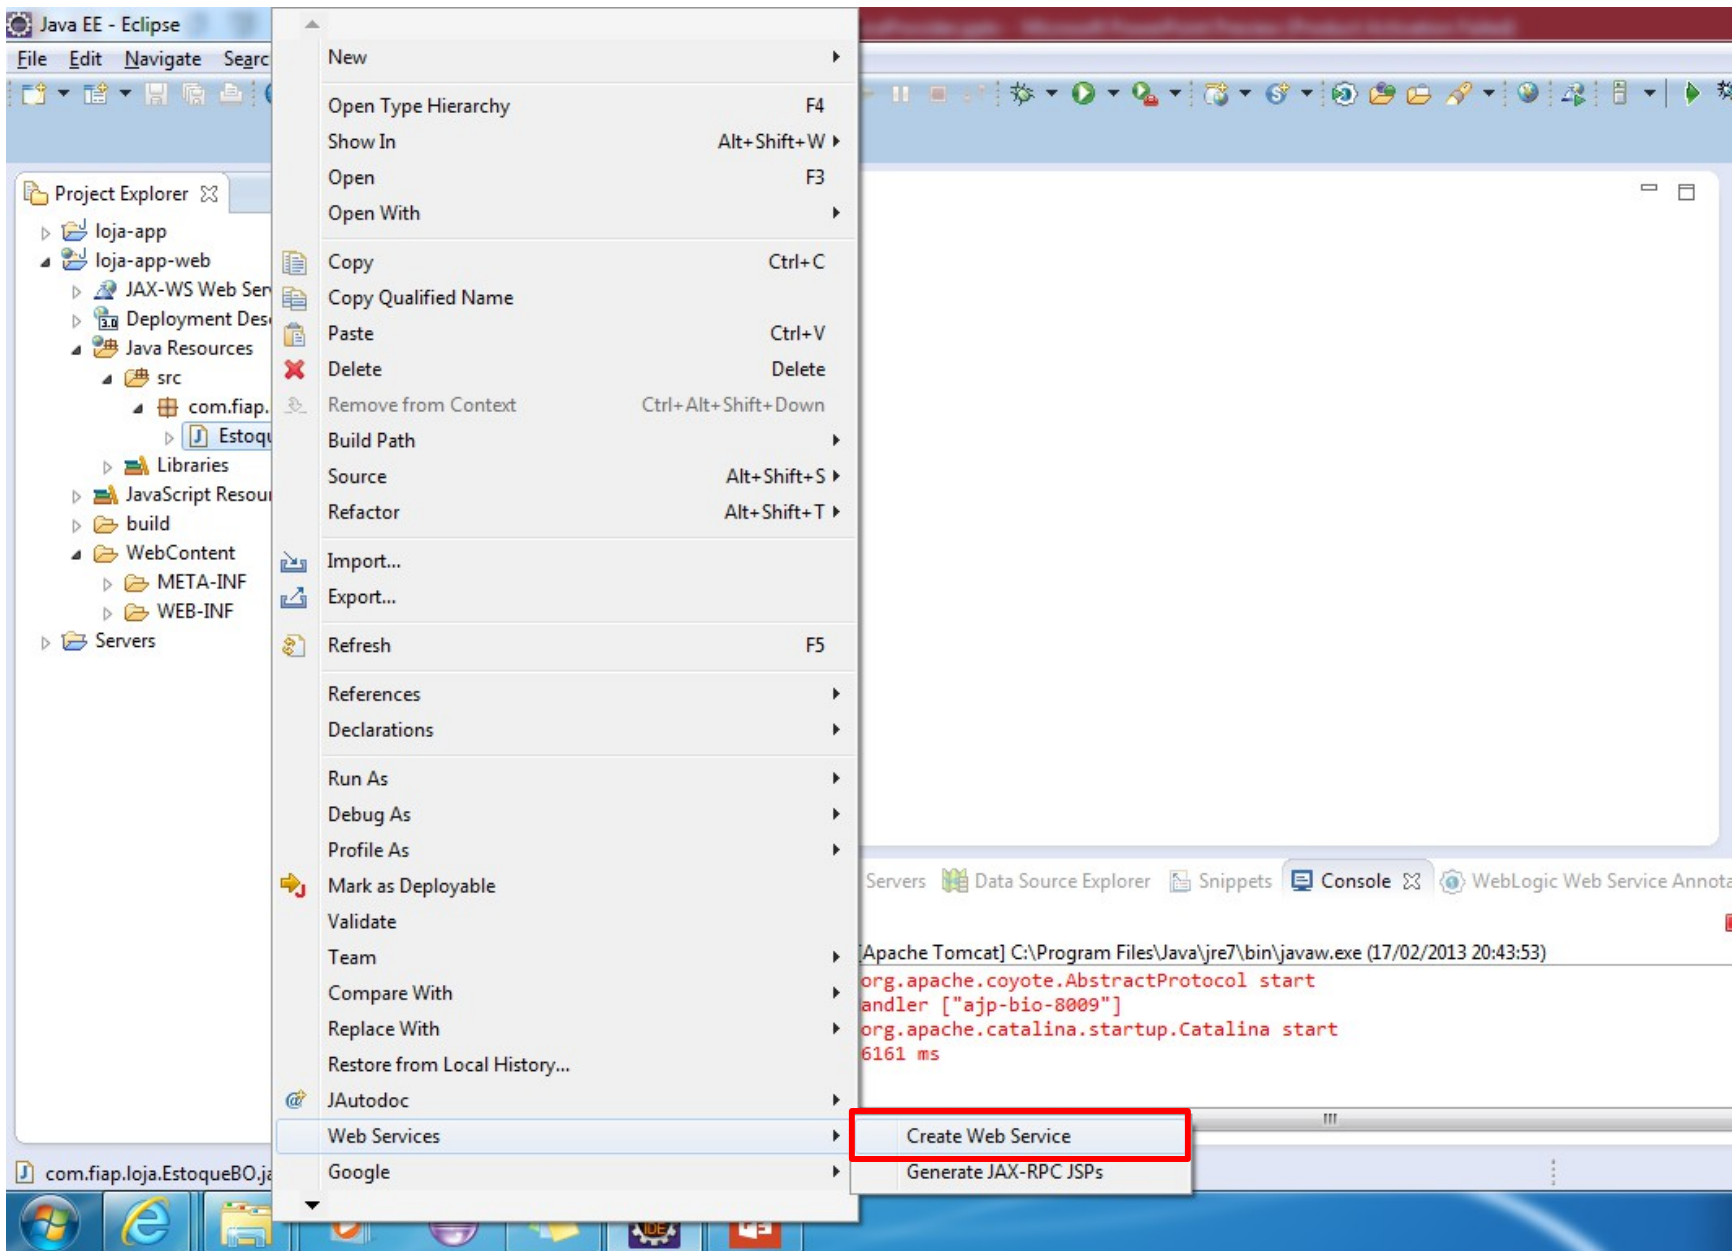 Java EE - Eclipse
File Edit Navigate Searc
Project Explorer
loja-app
loja-app-web
JAX-WS Web Ser
Deployment Des
Java Resources
src
com.fiap.
Estoqu
Libraries
JavaScript Resour
build
WebContent
META-INF
WEB-INF
Servers
New
Open Type Hierarchy F4
Show In Alt+Shift+W
Open F3
Open With
Copy Ctrl+C
Copy Qualified Name
Paste Ctrl+V
Delete Delete
Remove from Context Ctrl+Alt+Shift+Down
Build Path
Source Alt+Shift+S
Refactor Alt+Shift+T
Import...
Export...
Refresh F5
References
Declarations
Run As
Debug As
Profile As
Mark as Deployable
Validate
Team
Compare With
Replace With
Restore from Local History...
JAutodoc
Web Services
Google
Create Web Service
Generate JAX-RPC JSPs
Servers Data Source Explorer Snippets Console WebLogic Web Service Annota
[Apache Tomcat] C:\Program Files\Java\jre7\bin\javaw.exe (17/02/2013 20:43:53)
org.apache.coyote.AbstractProtocol start
andler ["ajp-bio-8009"]
org.apache.catalina.startup.Catalina start
6161 ms
com.fiap.loja.EstoqueBO.ja